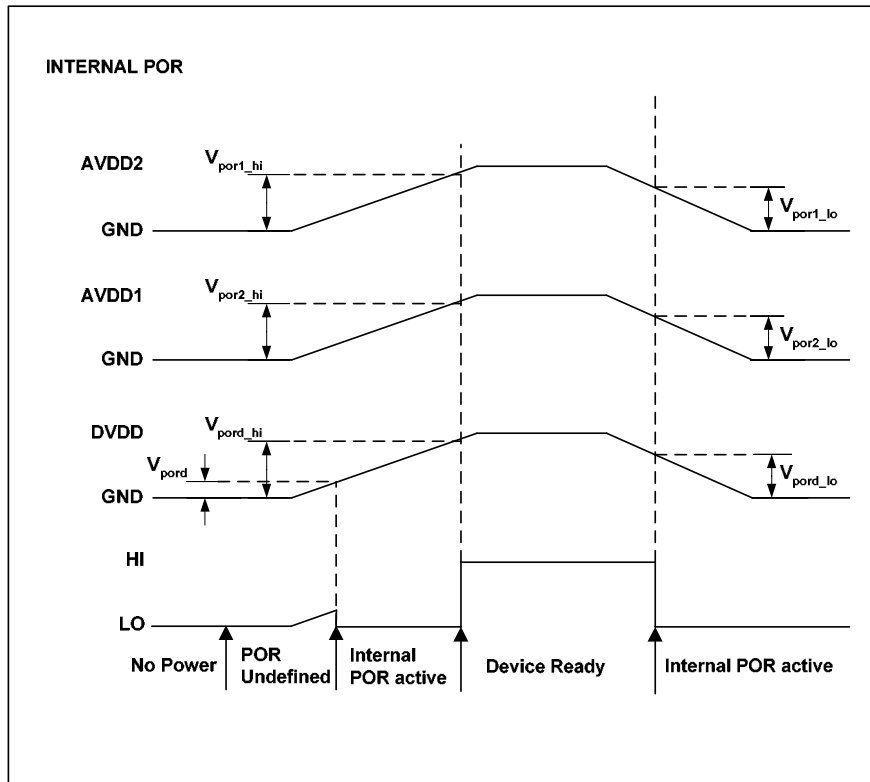 INTERNAL POR
AVDD2
Vpor1_hi
GND
Vpor1_lo
AVDD1
Vpor2_hi
GND
Vpor2_lo
DVDD
Vpord_hi
Vpord
GND
Vpord_lo
HI
LO
No Power
POR
Undefined
Internal
POR active
Device Ready
Internal POR active